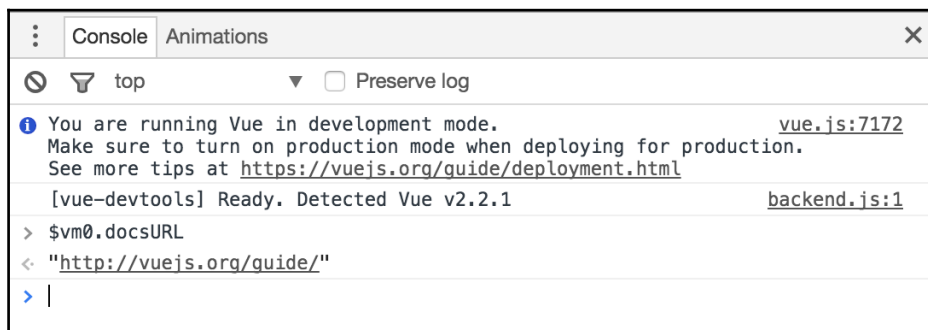 Console Animations
top Preserve log
You are running Vue in development mode. vue.js:7172
Make sure to turn on production mode when deploying for production.
See more tips at https://vuejs.org/guide/deployment.html
[vue-devtools] Ready. Detected Vue v2.2.1 backend.js:1
> $vm0.docsURL
"http://vuejs.org/guide/"
>